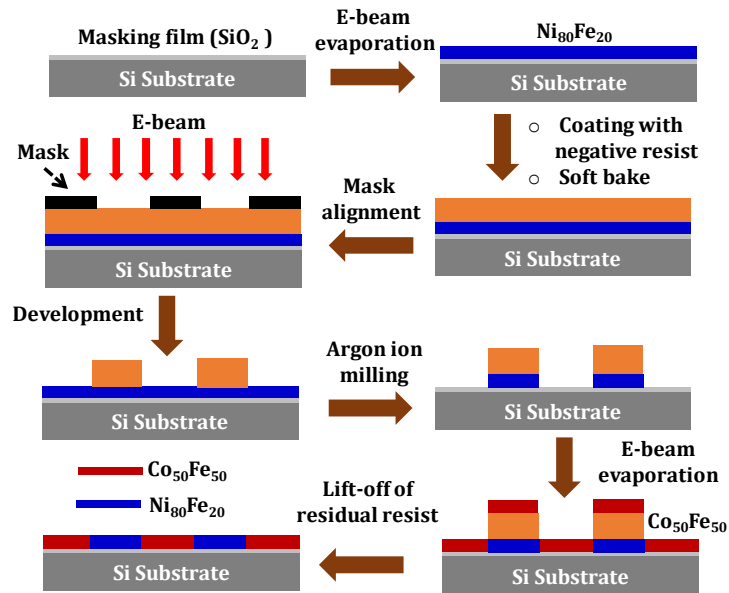 Masking film (SiO₂ )
Si Substrate
E-beam
evaporation
Ni₈₀Fe₂₀
Si Substrate
○ Coating with
negative resist
○ Soft bake
E-beam
Mask
Si Substrate
Mask
alignment
Si Substrate
Development
Si Substrate
Argon ion
milling
Si Substrate
E-beam
evaporation
Co₅₀Fe₅₀
Si Substrate
Lift-off of
residual resist
Co₅₀Fe₅₀
Ni₈₀Fe₂₀
Si Substrate